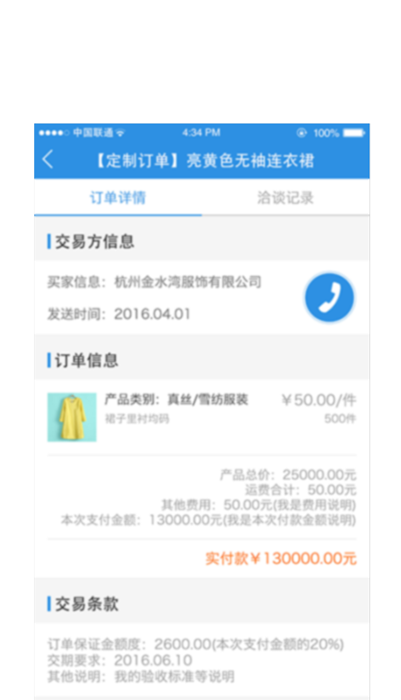 中国联通 4:34 PM 100%
【定制订单】亮黄色无袖连衣裙
订单详情 洽谈记录
交易方信息
买家信息：杭州金水湾服饰有限公司
发送时间：2016.04.01
订单信息
产品类别：真丝/雪纺服装 ￥50.00/件
裙子里衬均码 500件
产品总价：25000.00元
运费合计：50.00元
其他费用：50.00元(我是费用说明)
本次支付金额：13000.00元(我是本次付款金额说明)
实付款￥130000.00元
交易条款
订单保证金额度：2600.00(本次支付金额的20%)
交期要求：2016.06.10
其他说明：我的验收标准等说明